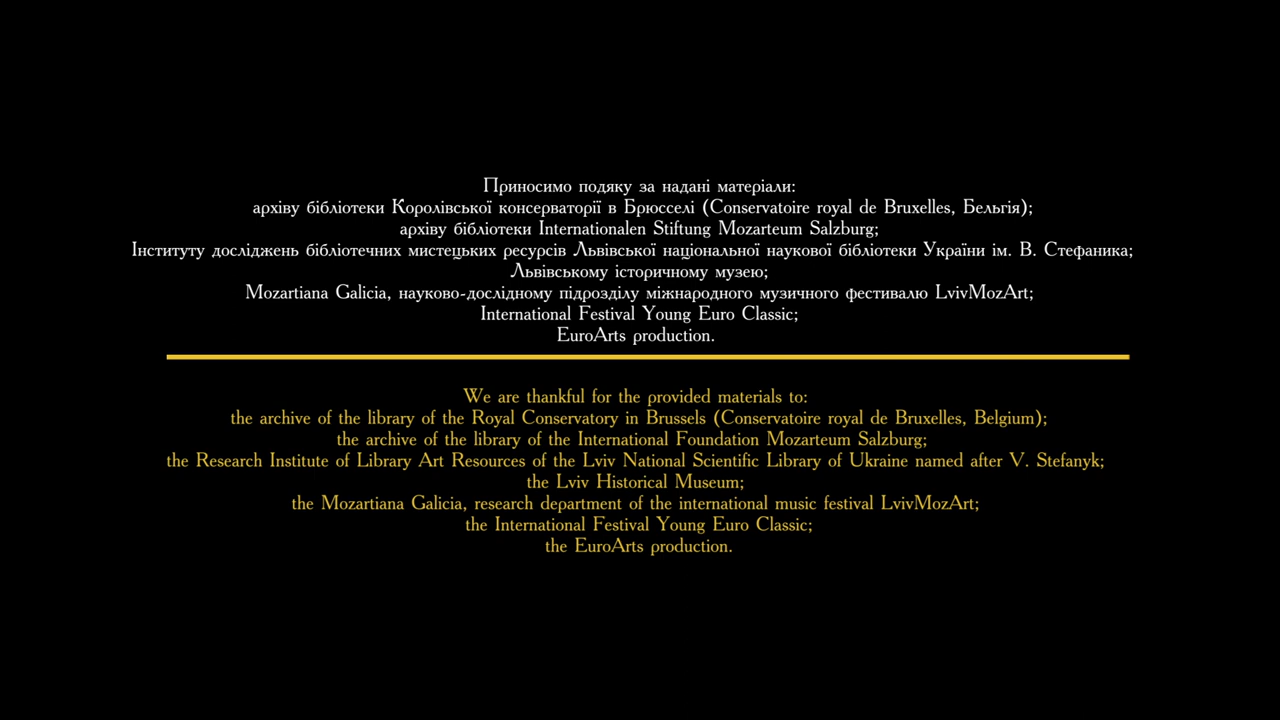 Приносимо подяку за надані матеріали:
архіву бібліотеки Королівської консерваторії в Брюсселі (Conservatoire royal de Bruxelles, Бельгія);
архіву бібліотеки Internationalen Stiftung Mozarteum Salzburg;
Інституту досліджень бібліотечних мистецьких ресурсів Львівської національної наукової бібліотеки України ім. В. Стефаника;
Львівському історичному музею;
Mozartiana Galicia, науково-дослідному підрозділу міжнародного музичного фестивалю LvivMozArt;
International Festival Young Euro Classic;
EuroArts production.
We are thankful for the provided materials to:
the archive of the library of the Royal Conservatory in Brussels (Conservatoire royal de Bruxelles, Belgium);
the archive of the library of the International Foundation Mozarteum Salzburg;
the Research Institute of Library Art Resources of the Lviv National Scientific Library of Ukraine named after V. Stefanyk;
the Lviv Historical Museum;
the Mozartiana Galicia, research department of the international music festival LvivMozArt;
the International Festival Young Euro Classic;
the EuroArts production.